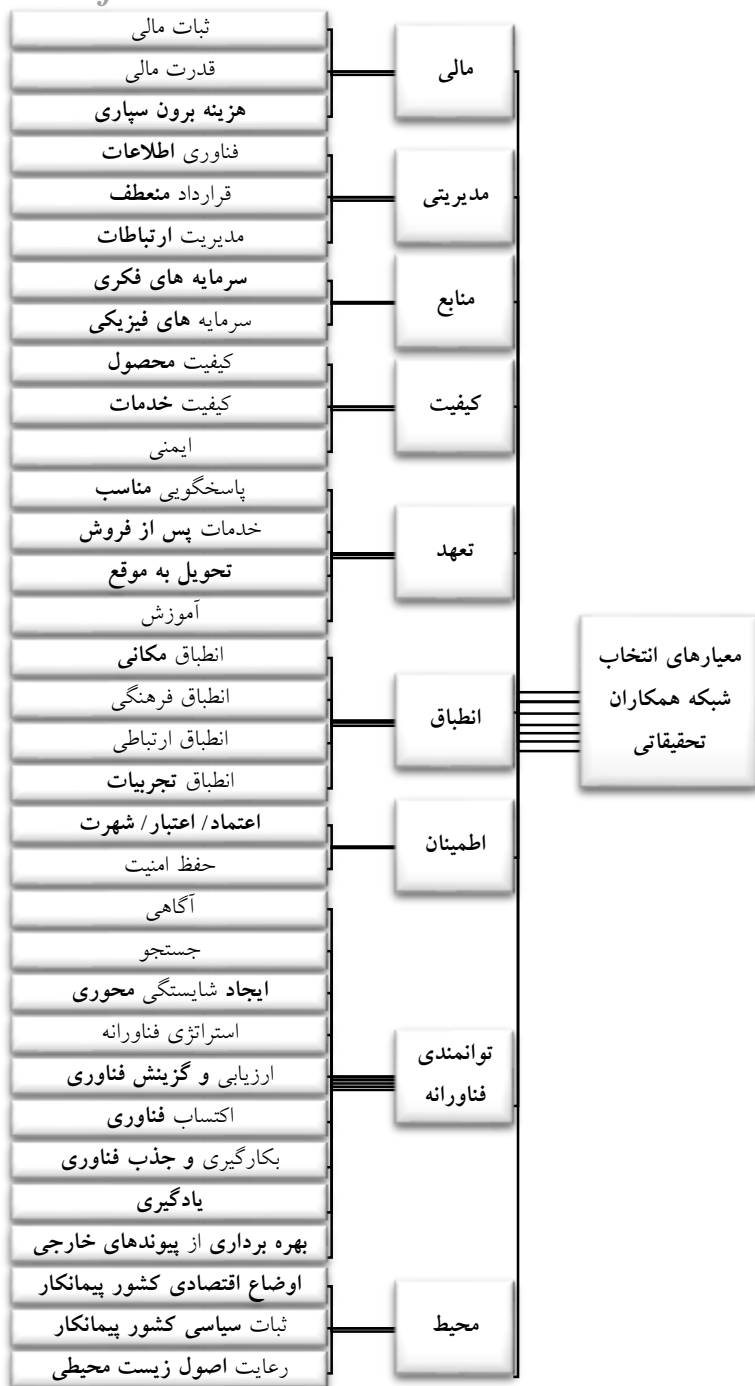 معیارهای انتخاب
شبکه همکاران
تحقیقاتی
مالی
ثبات مالی
قدرت مالی
هزینه برون سپاری
مدیریتی
فناوری اطلاعات
قرارداد منعطف
مدیریت ارتباطات
منابع
سرمایه های فکری
سرمایه های فیزیکی
کیفیت
کیفیت محصول
کیفیت خدمات
ایمنی
تعهد
پاسخگویی مناسب
خدمات پس از فروش
تحویل به موقع
آموزش
انطباق
انطباق مکانی
انطباق فرهنگی
انطباق ارتباطی
انطباق تجربیات
اطمینان
اعتماد/ اعتبار/ شهرت
حفظ امنیت
توانمندی
فناورانه
آگاهی
جستجو
ایجاد شایستگی محوری
استراتژی فناورانه
ارزیابی و گزینش فناوری
اکتساب فناوری
بکارگیری و جذب فناوری
یادگیری
بهره برداری از پیوندهای خارجی
محیط
اوضاع اقتصادی کشور پیمانکار
ثبات سیاسی کشور پیمانکار
رعایت اصول زیست محیطی